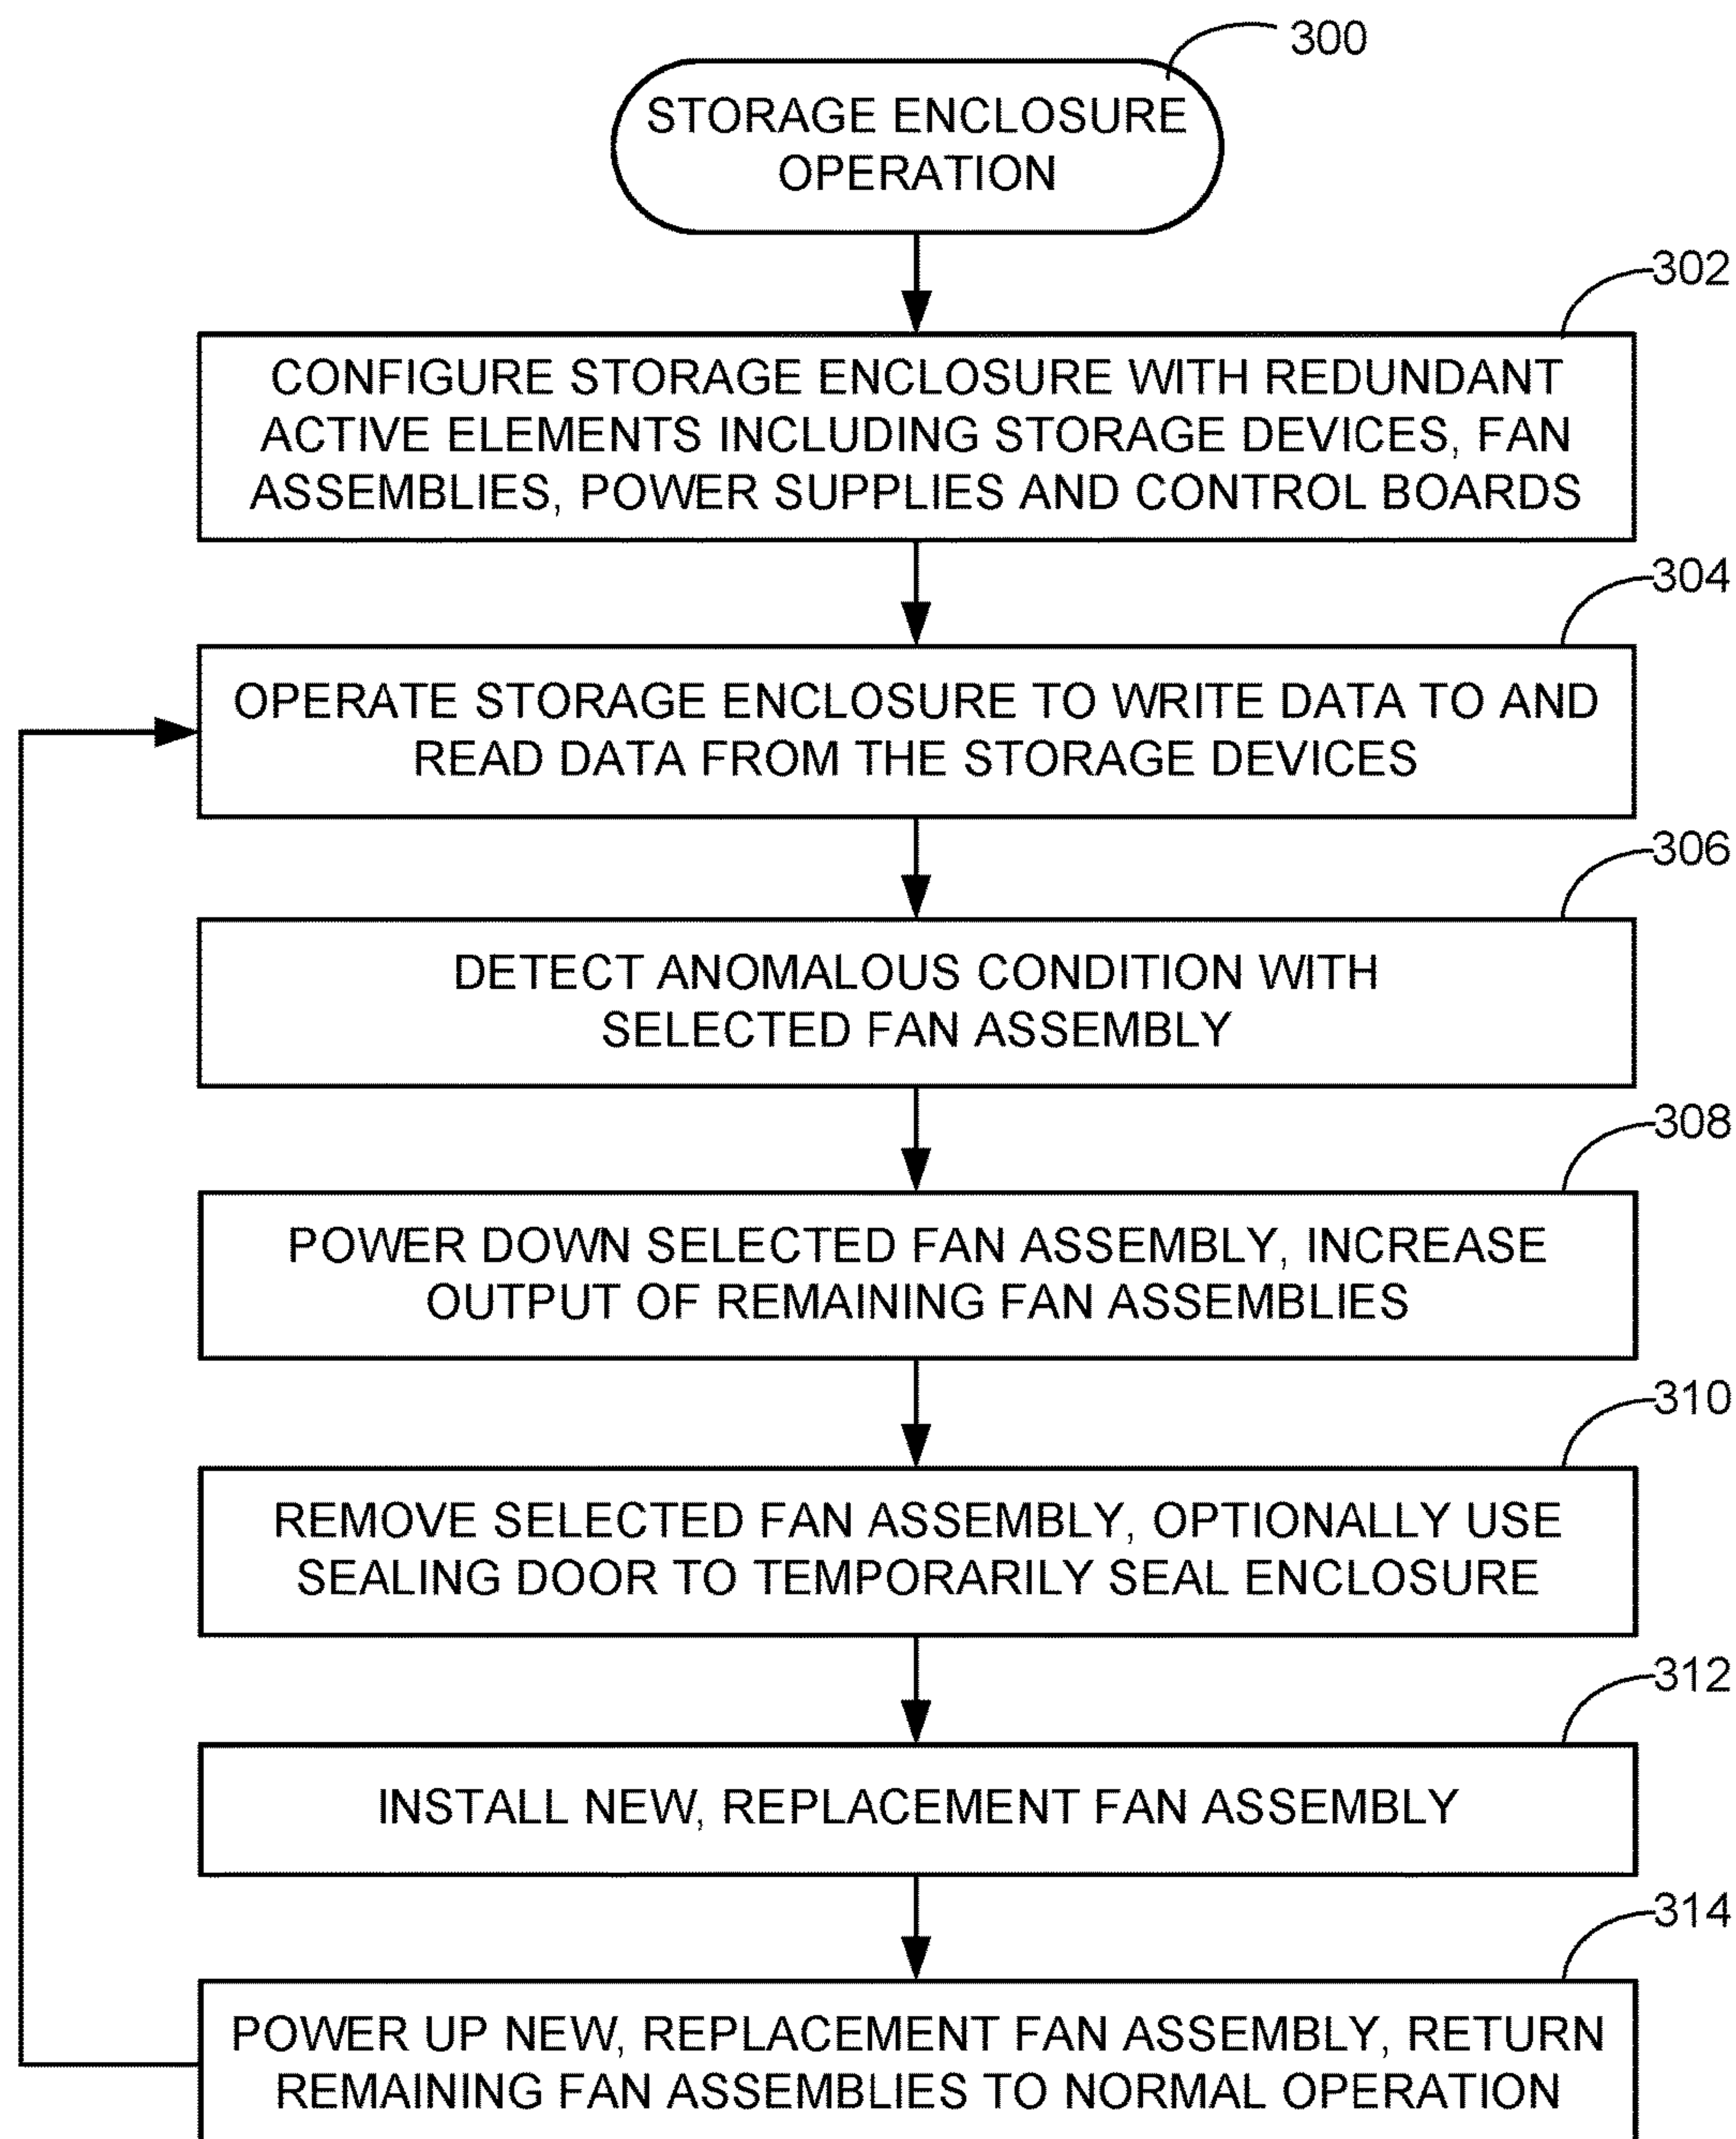 300
STORAGE ENCLOSURE
OPERATION
302
CONFIGURE STORAGE ENCLOSURE WITH REDUNDANT
ACTIVE ELEMENTS INCLUDING STORAGE DEVICES, FAN
ASSEMBLIES, POWER SUPPLIES AND CONTROL BOARDS
304
OPERATE STORAGE ENCLOSURE TO WRITE DATA TO AND
READ DATA FROM THE STORAGE DEVICES
306
DETECT ANOMALOUS CONDITION WITH
SELECTED FAN ASSEMBLY
308
POWER DOWN SELECTED FAN ASSEMBLY, INCREASE
OUTPUT OF REMAINING FAN ASSEMBLIES
310
REMOVE SELECTED FAN ASSEMBLY, OPTIONALLY USE
SEALING DOOR TO TEMPORARILY SEAL ENCLOSURE
312
INSTALL NEW, REPLACEMENT FAN ASSEMBLY
314
POWER UP NEW, REPLACEMENT FAN ASSEMBLY, RETURN
REMAINING FAN ASSEMBLIES TO NORMAL OPERATION